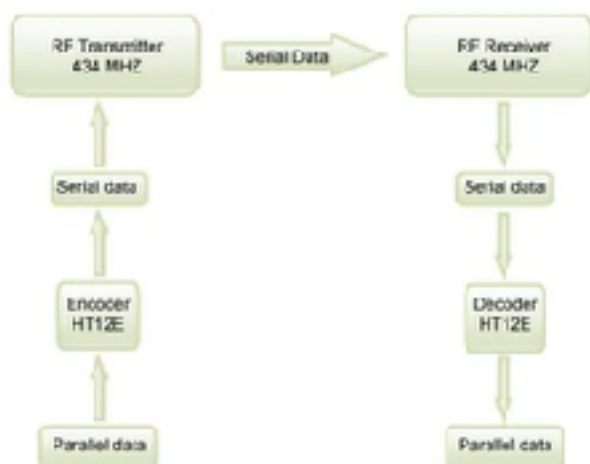 RF Transmitter
434 MHZ
Serial Data
RF Receiver
434 MHZ
Serial data
Serial data
Encoder
HT12E
Decoder
HT12E
Parallel data
Parallel data